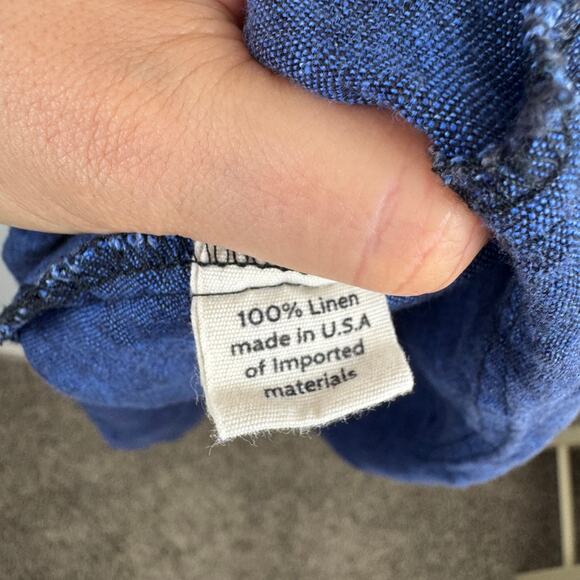 100% Linen
made in U.S.A
of Imported
materials